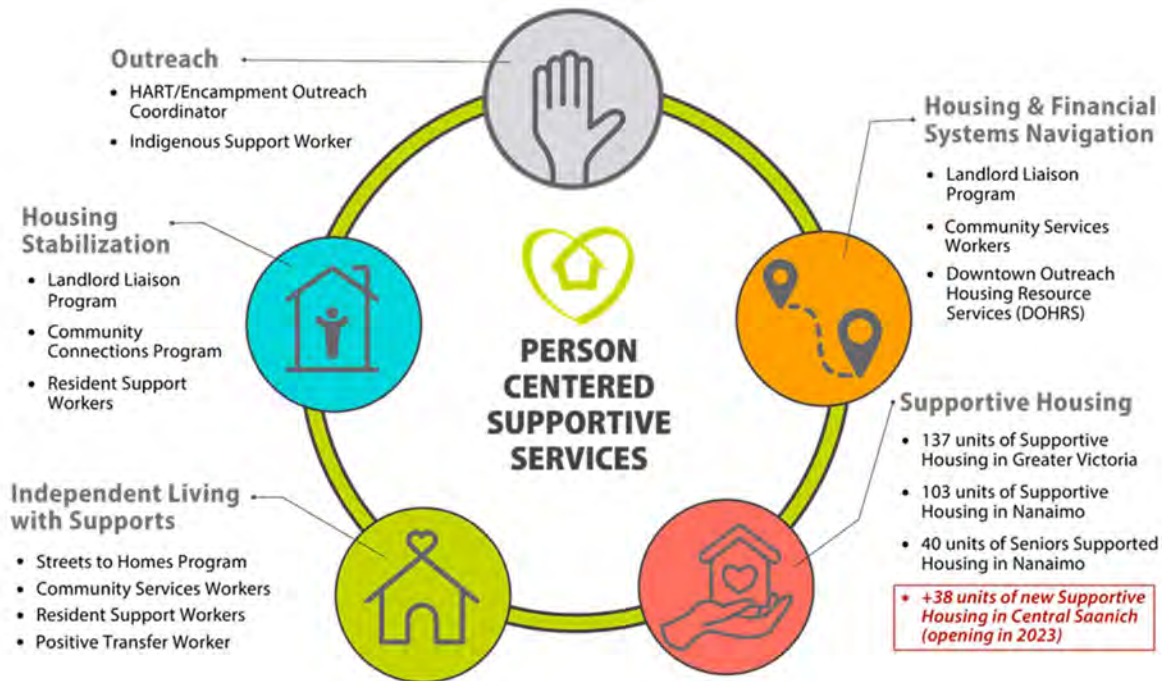 Outreach
• HART/Encampment Outreach
Coordinator
• Indigenous Support Worker
Housing & Financial
Systems Navigation
• Landlord Liaison
Program
• Community Services
Workers
• Downtown Outreach
Housing Resource
Services (DOHRS)
Housing
Stabilization
• Landlord Liaison
Program
• Community
Connections Program
• Resident Support
Workers
PERSON
CENTERED
SUPPORTIVE
SERVICES
Supportive Housing
• 137 units of Supportive
Housing in Greater Victoria
• 103 units of Supportive
Housing in Nanaimo
• 40 units of Seniors Supported
Housing in Nanaimo
• +38 units of new Supportive
Housing in Central Saanich
(opening in 2023)
Independent Living
with Supports
• Streets to Homes Program
• Community Services Workers
• Resident Support Workers
• Positive Transfer Worker